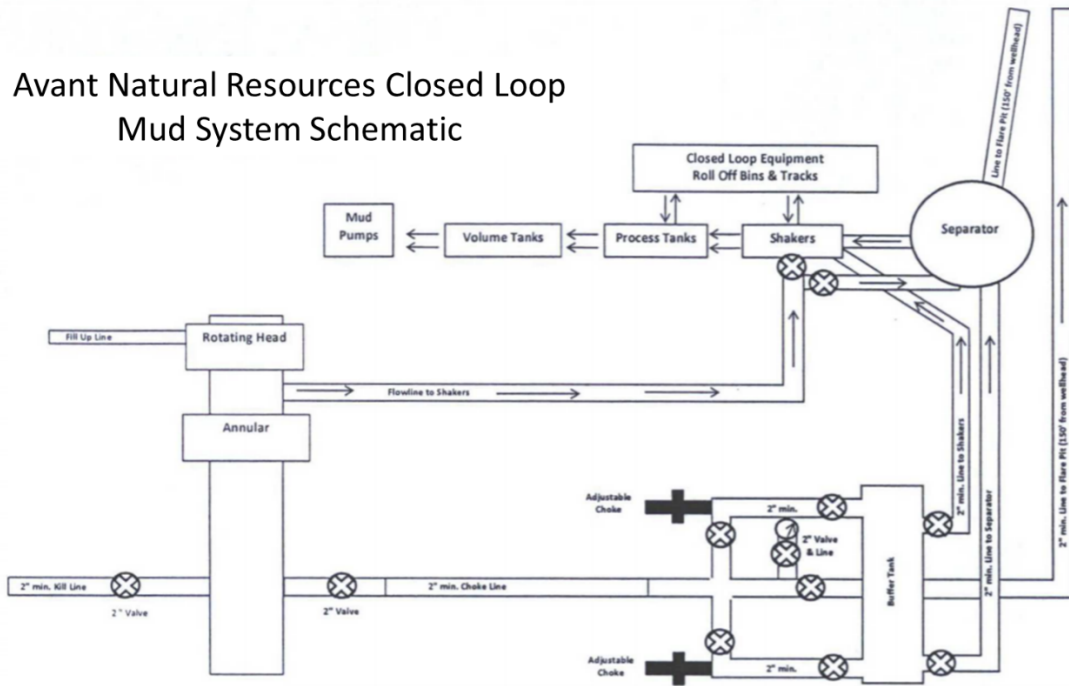 Avant Natural Resources Closed Loop
Mud System Schematic
Closed Loop Equipment
Roll Off Bins & Tracks
Mud
Pumps
Volume Tanks
Process Tanks
Shakers
Separator
Line to Flare Pit (150' from wellhead)
Fill Up Line
Rotating Head
Flowline to Shakers
Annular
2" min. Line to Shakers
2" min. Line to Separator
2" min. Line to Flare Pit (150' from wellhead)
Adjustable
Choke
2" min.
2" Valve
& Line
Buffer Tank
2" min. Kill Line
2" Valve
2" Valve
2" min. Choke Line
Adjustable
Choke
2" min.